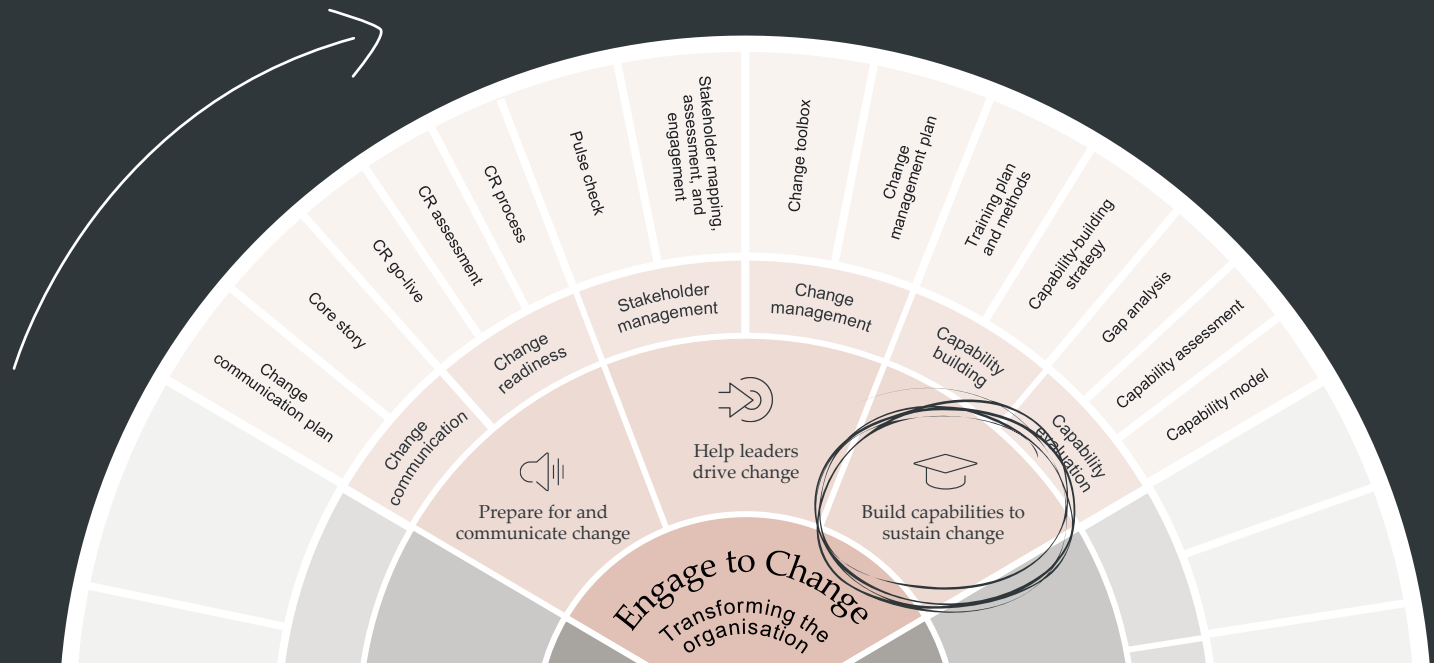 Change
communication plan
Core story
CR go-live
CR assessment
CR process
Pulse check
Stakeholder mapping,
assessment, and
engagement
Change toolbox
Change
management plan
Training plan
and methods
Capability-building
strategy
Gap analysis
Capability assessment
Capability model
Change
communication
Change
readiness
Stakeholder
management
Change
management
Capability
building
Capability
evaluation
Prepare for and
communicate change
Help leaders
drive change
Build capabilities to
sustain change
Engage to Change
Transforming the
organisation